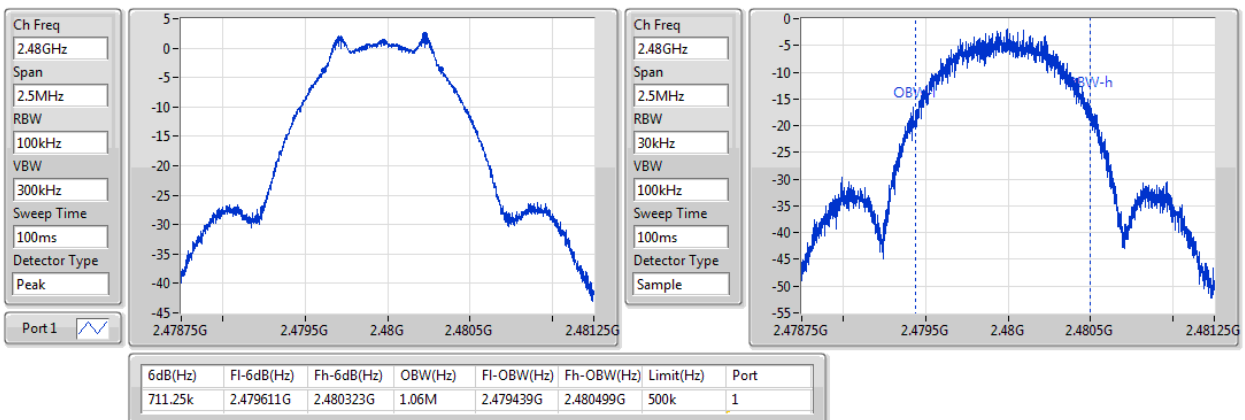 Ch Freq
2.48GHz
Span
2.5MHz
RBW
100kHz
VBW
300kHz
Sweep Time
100ms
Detector Type
Peak
Port 1
5
0
-5
-10
-15
-20
-25
-30
-35
-40
-45
2.47875G 2.4795G 2.48G 2.4805G 2.48125G
Ch Freq
2.48GHz
Span
2.5MHz
RBW
30kHz
VBW
100kHz
Sweep Time
100ms
Detector Type
Sample
0
-5
-10
-15
-20
-25
-30
-35
-40
-45
-50
-55
2.47875G 2.4795G 2.48G 2.4805G 2.48125G
6dB(Hz) Fl-6dB(Hz) Fh-6dB(Hz) OBW(Hz) Fl-OBW(Hz) Fh-OBW(Hz) Limit(Hz) Port
711.25k 2.479611G 2.480323G 1.06M 2.479439G 2.480499G 500k 1